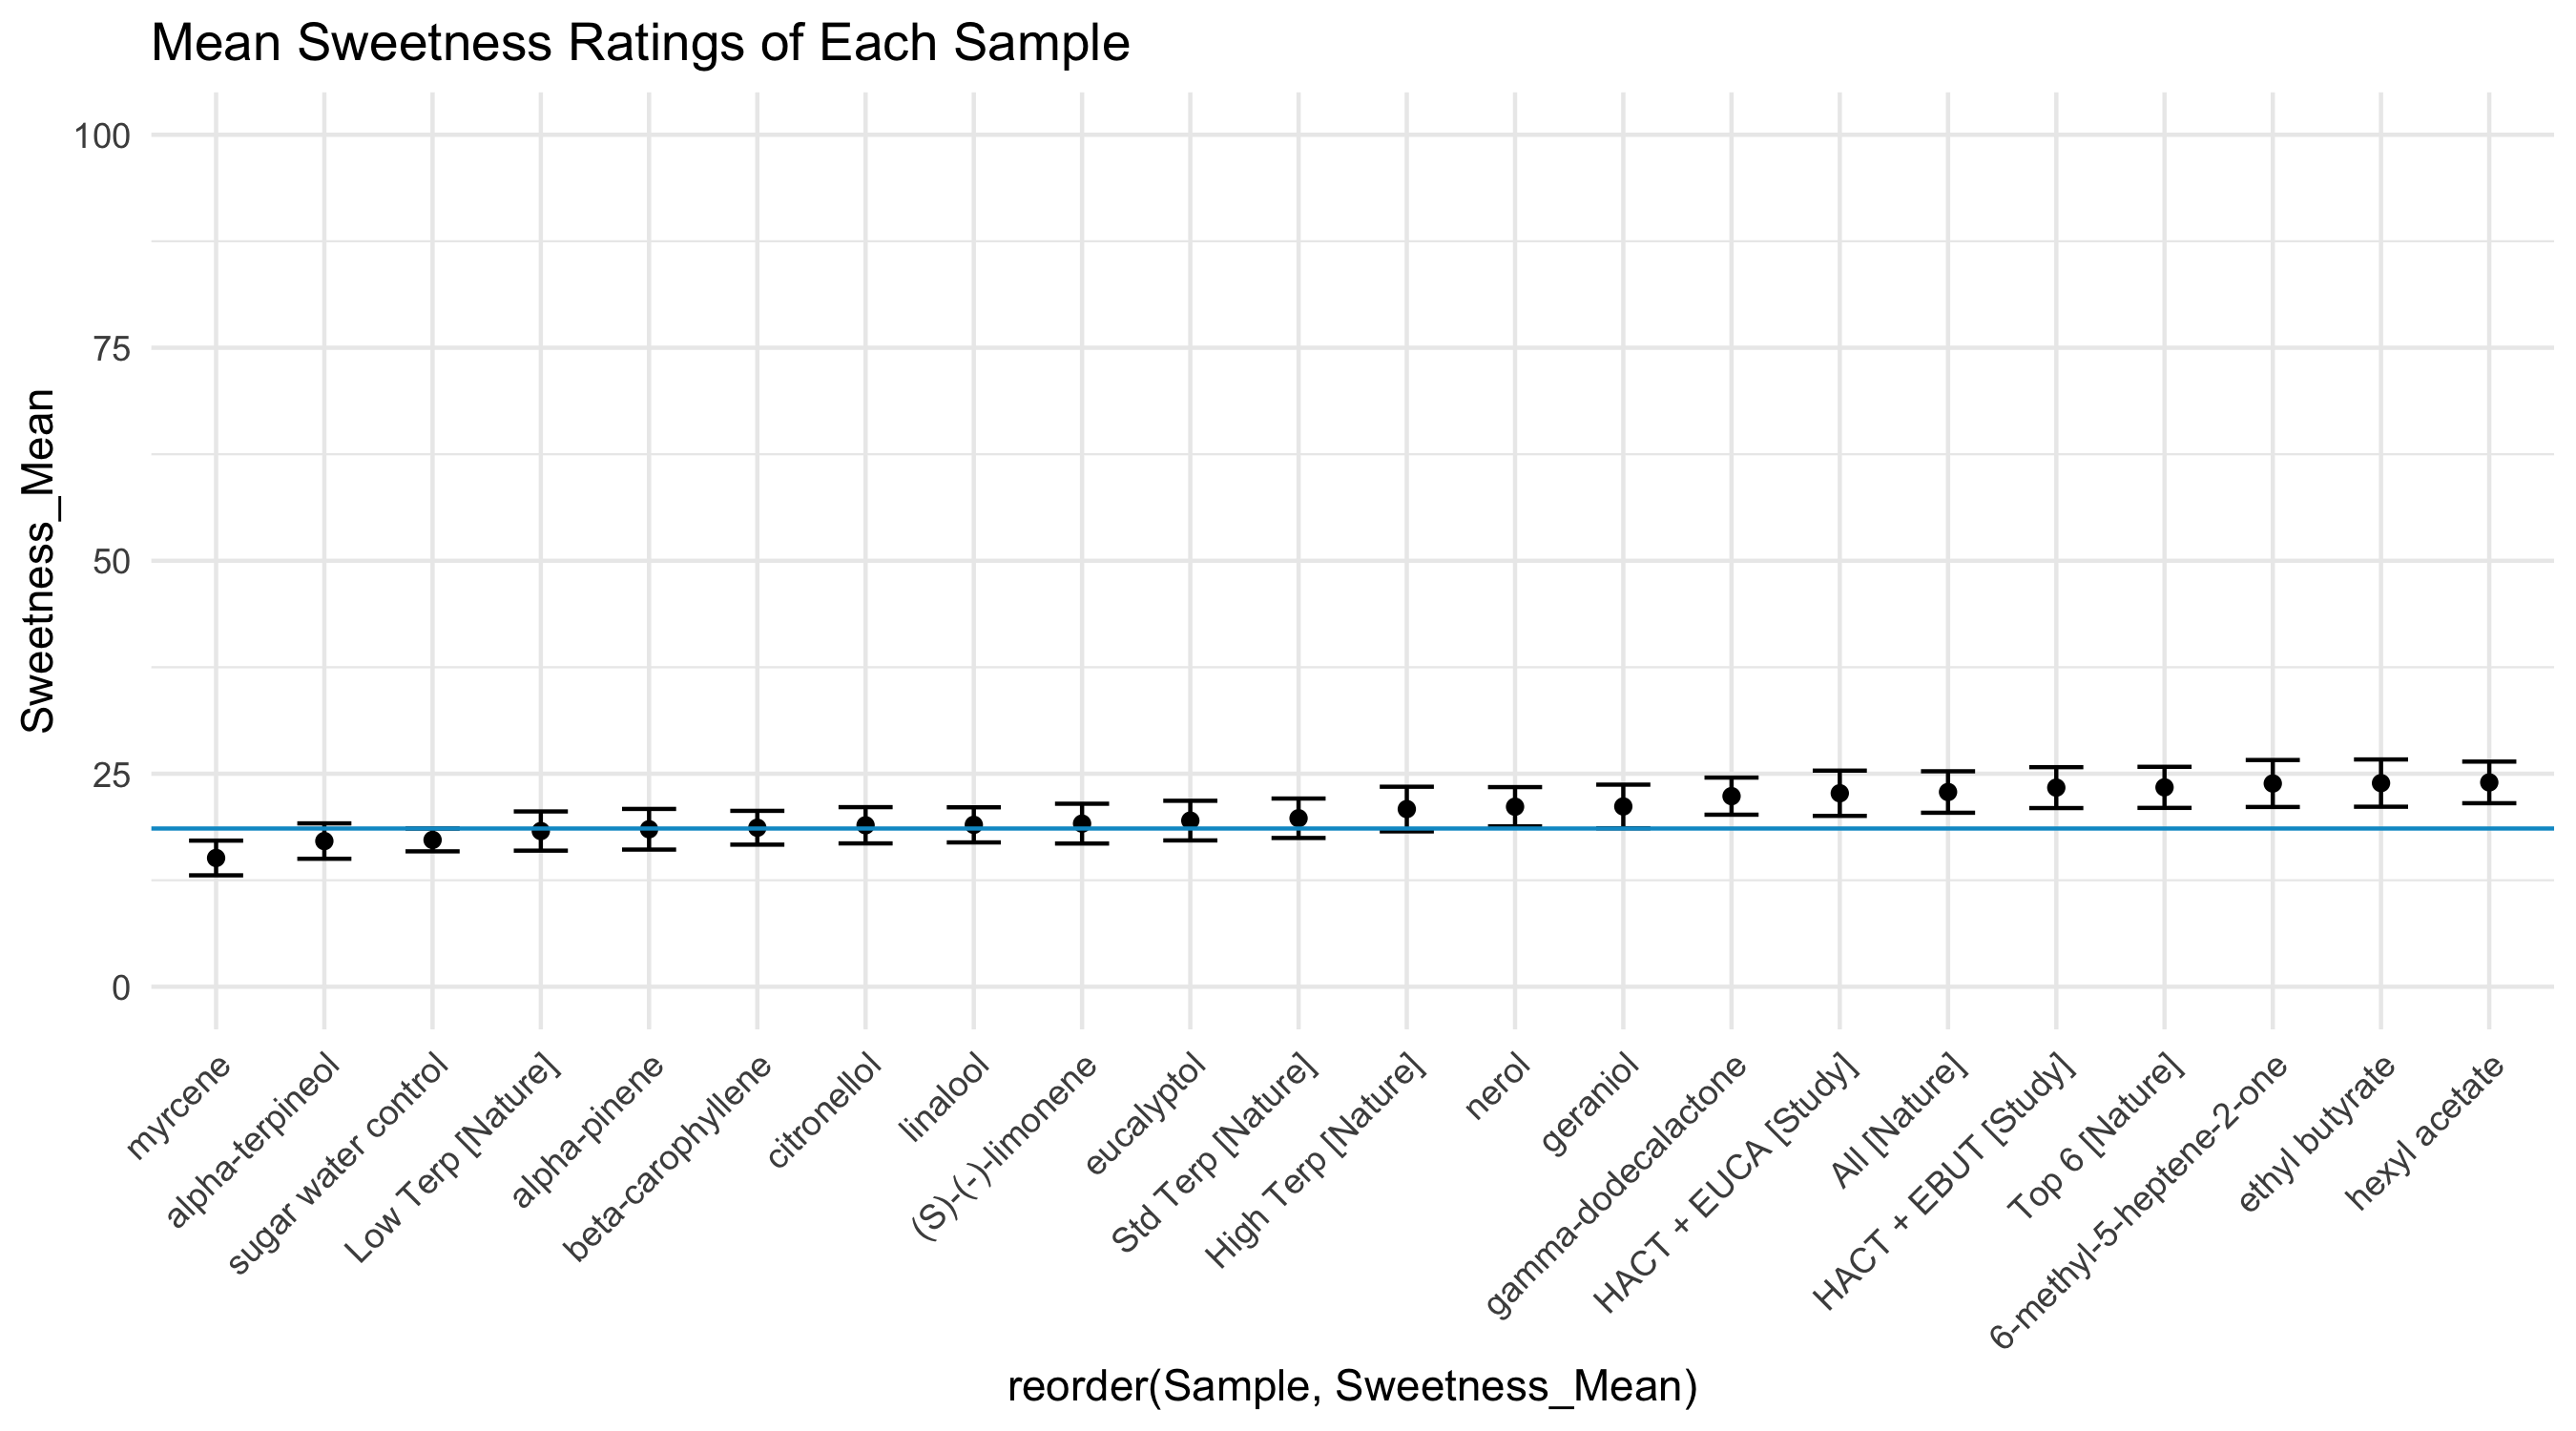 Mean Sweetness Ratings of Each Sample
Sweetness_Mean
100
75
50
25
0
myrcene
alpha-terpineol
sugar water control
Low Terp [Nature]
alpha-pinene
beta-carophyllene
citronellol
linalool
(S)-(-)-limonene
eucalyptol
Std Terp [Nature]
High Terp [Nature]
nerol
geraniol
gamma-dodecalactone
HACT + EUCA [Study]
All [Nature]
HACT + EBUT [Study]
Top 6 [Nature]
6-methyl-5-heptene-2-one
ethyl butyrate
hexyl acetate
reorder(Sample, Sweetness_Mean)